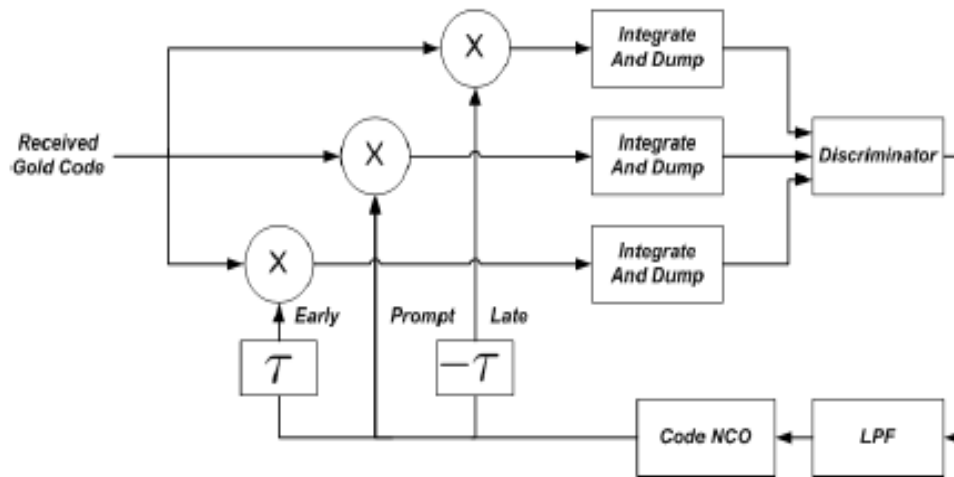 X
Integrate
And Dump
Received
Gold Code
X
Integrate
And Dump
Discriminator
X
Integrate
And Dump
Early
Prompt
Late
τ
−τ
Code NCO
LPF